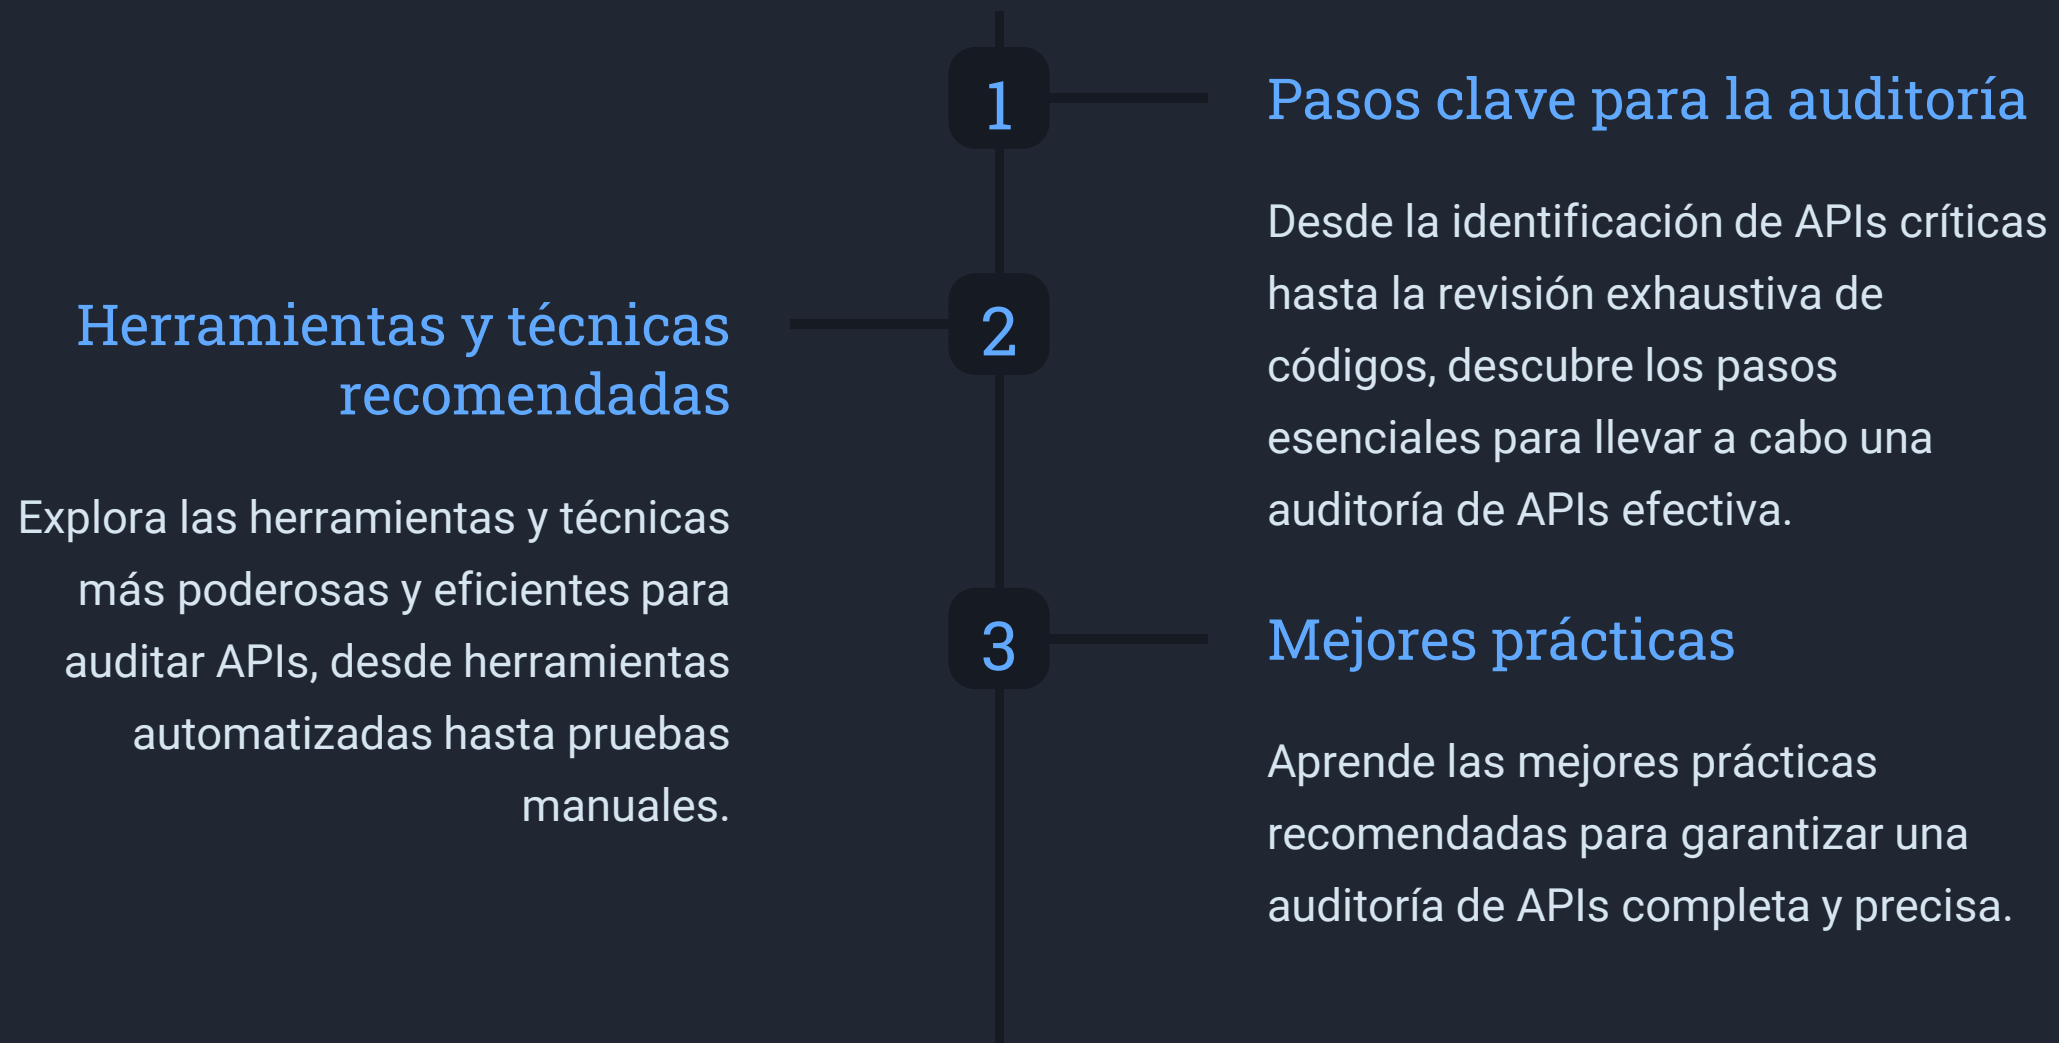 1
Pasos clave para la auditoría
Desde la identificación de APIs críticas
hasta la revisión exhaustiva de
códigos, descubre los pasos
esenciales para llevar a cabo una
auditoría de APIs efectiva.
2
Herramientas y técnicas
recomendadas
Explora las herramientas y técnicas
más poderosas y eficientes para
auditar APIs, desde herramientas
automatizadas hasta pruebas
manuales.
3
Mejores prácticas
Aprende las mejores prácticas
recomendadas para garantizar una
auditoría de APIs completa y precisa.